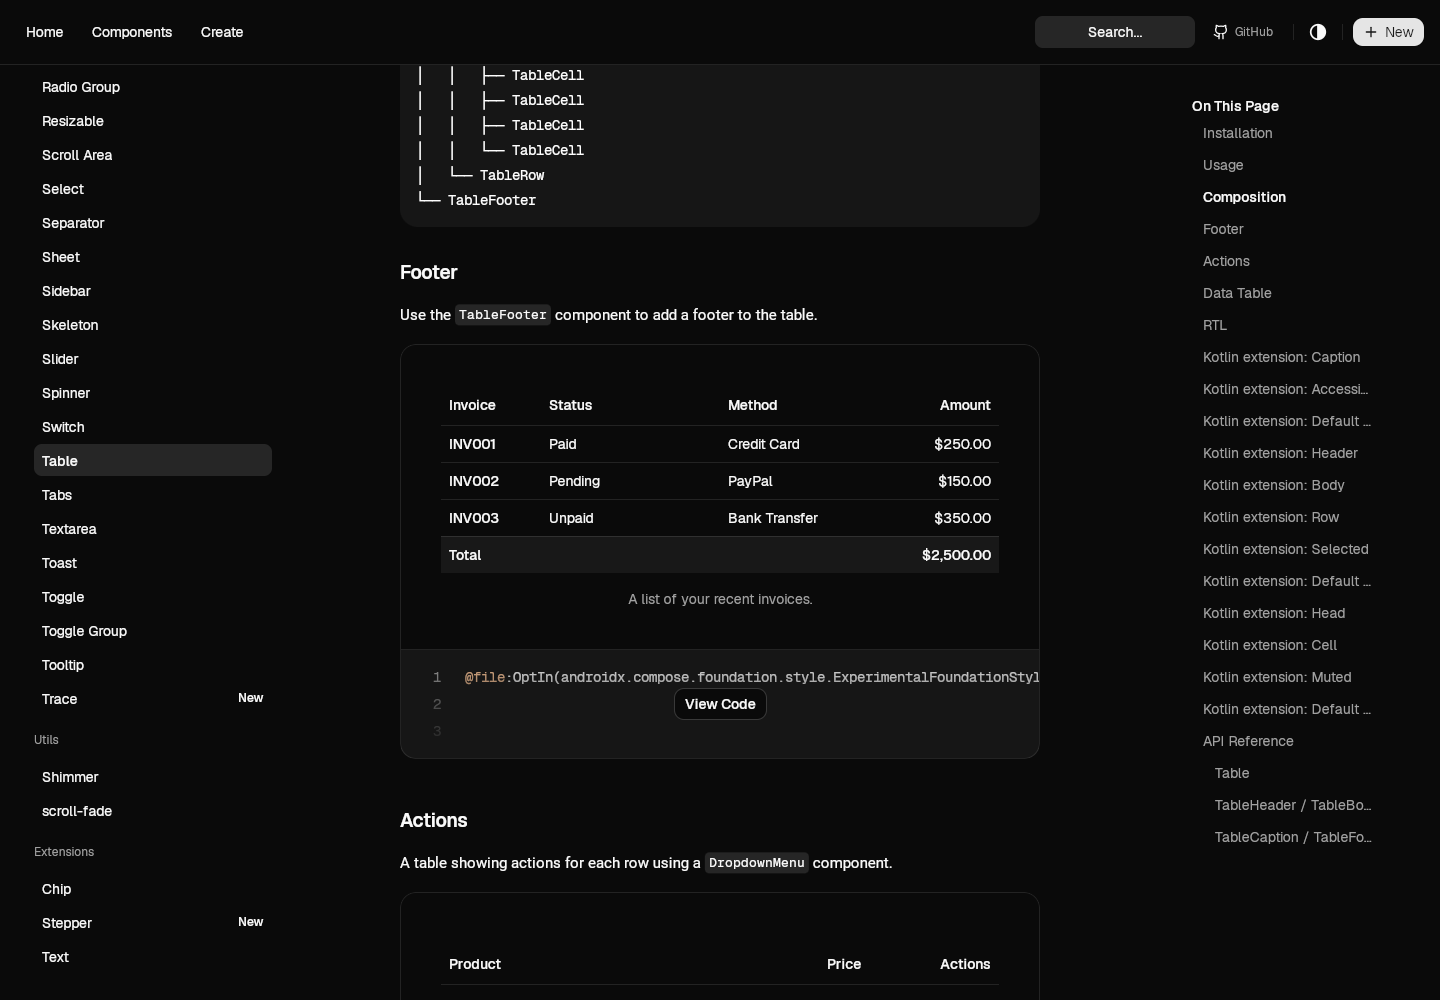 Home Components Create Search... GitHub New
Radio Group
Resizable
Scroll Area
Select
Separator
Sheet
Sidebar
Skeleton
Slider
Spinner
Switch
Table
Tabs
Textarea
Toast
Toggle
Toggle Group
Tooltip
Trace New
Utils
Shimmer
scroll-fade
Extensions
Chip
Stepper New
Text
│   │   ├── TableCell
│   │   ├── TableCell
│   │   ├── TableCell
│   │   └── TableCell
│   └── TableRow
└── TableFooter
Footer
Use the TableFooter component to add a footer to the table.
Invoice Status Method Amount
INV001 Paid Credit Card $250.00
INV002 Pending PayPal $150.00
INV003 Unpaid Bank Transfer $350.00
Total $2,500.00
A list of your recent invoices.
1 @file:OptIn(androidx.compose.foundation.style.ExperimentalFoundationStyl
2
View Code
3
Actions
A table showing actions for each row using a DropdownMenu component.
Product Price Actions
On This Page
Installation
Usage
Composition
Footer
Actions
Data Table
RTL
Kotlin extension: Caption
Kotlin extension: Accessi...
Kotlin extension: Default ...
Kotlin extension: Header
Kotlin extension: Body
Kotlin extension: Row
Kotlin extension: Selected
Kotlin extension: Default ...
Kotlin extension: Head
Kotlin extension: Cell
Kotlin extension: Muted
Kotlin extension: Default ...
API Reference
Table
TableHeader / TableBo...
TableCaption / TableFo...